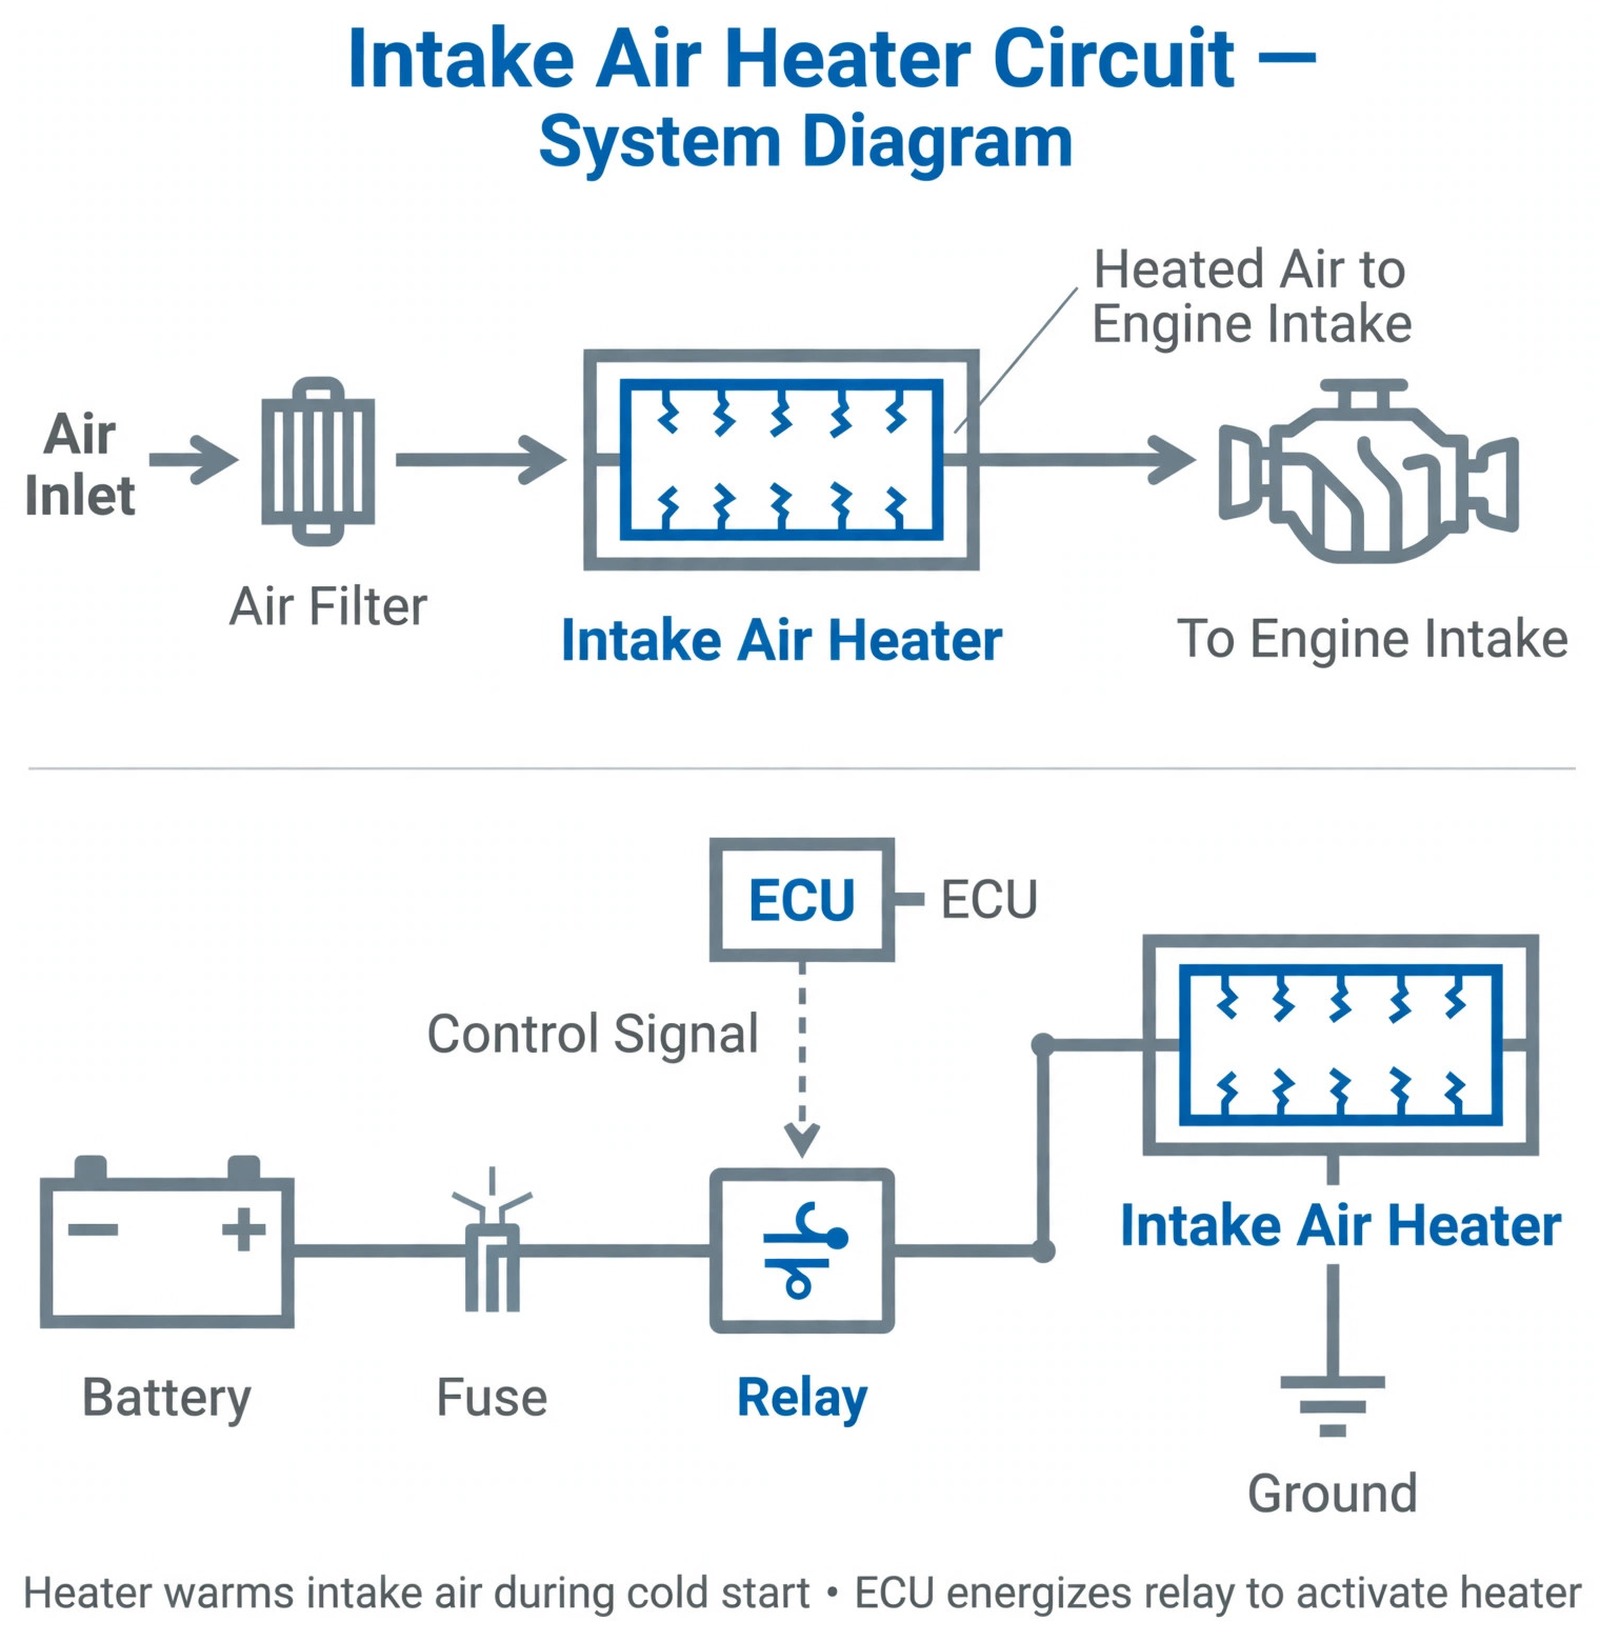 Intake Air Heater Circuit —
System Diagram
Heated Air to
Engine Intake
Air
Inlet
Air Filter
Intake Air Heater
To Engine Intake
ECU
ECU
Control Signal
Intake Air Heater
Battery
Fuse
Relay
Ground
Heater warms intake air during cold start • ECU energizes relay to activate heater